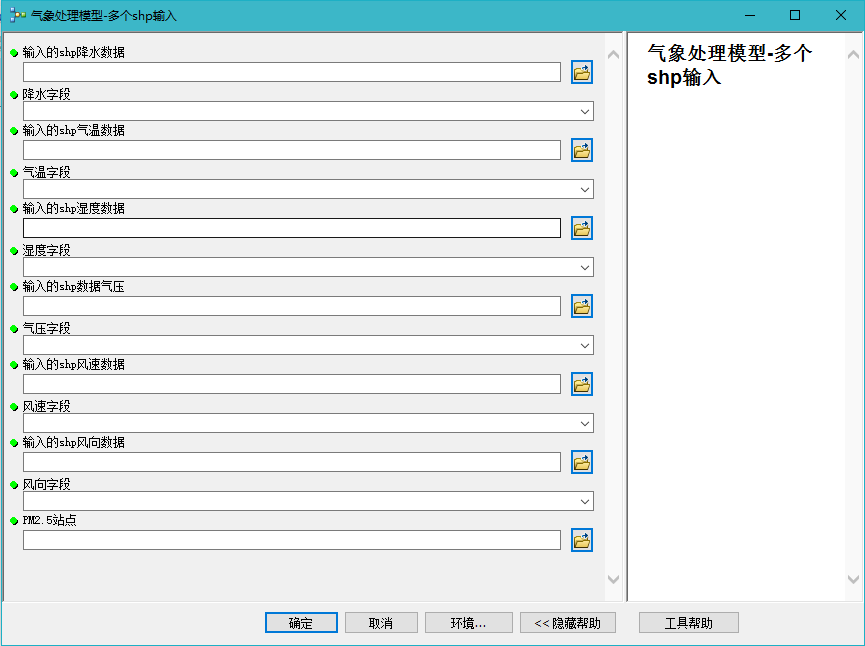 气象处理模型-多个shp输入
输入的shp降水数据
降水字段
输入的shp气温数据
气温字段
输入的shp湿度数据
湿度字段
输入的shp数据气压
气压字段
输入的shp风速数据
风速字段
输入的shp风向数据
风向字段
PM2.5站点
气象处理模型-多个
shp输入
确定
取消
环境...
<< 隐藏帮助
工具帮助